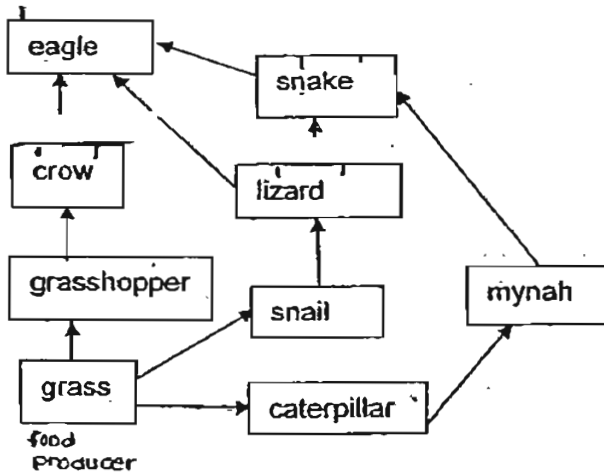 eagle
snake
crow
lizard
grasshopper
mynah
snail
grass
caterpillar
food
producer